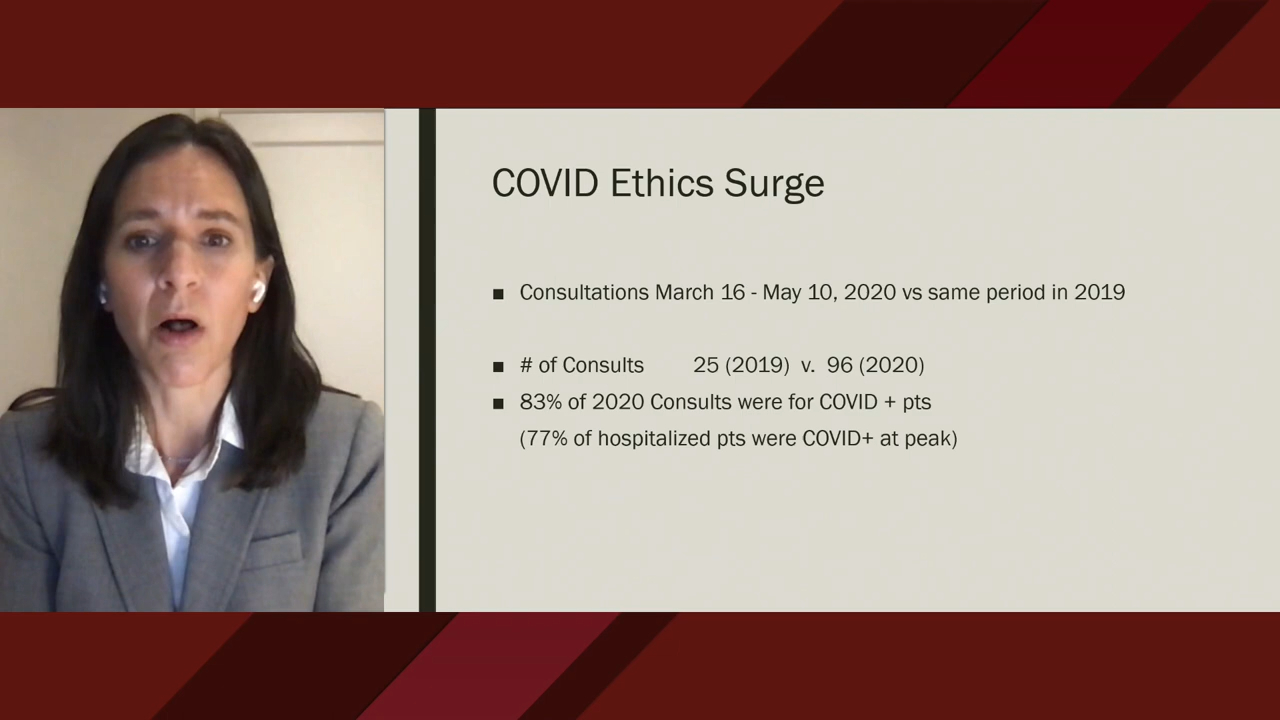 COVID Ethics Surge
■ Consultations March 16 - May 10, 2020 vs same period in 2019
■ # of Consults 25 (2019) v. 96 (2020)
■ 83% of 2020 Consults were for COVID + pts
(77% of hospitalized pts were COVID+ at peak)